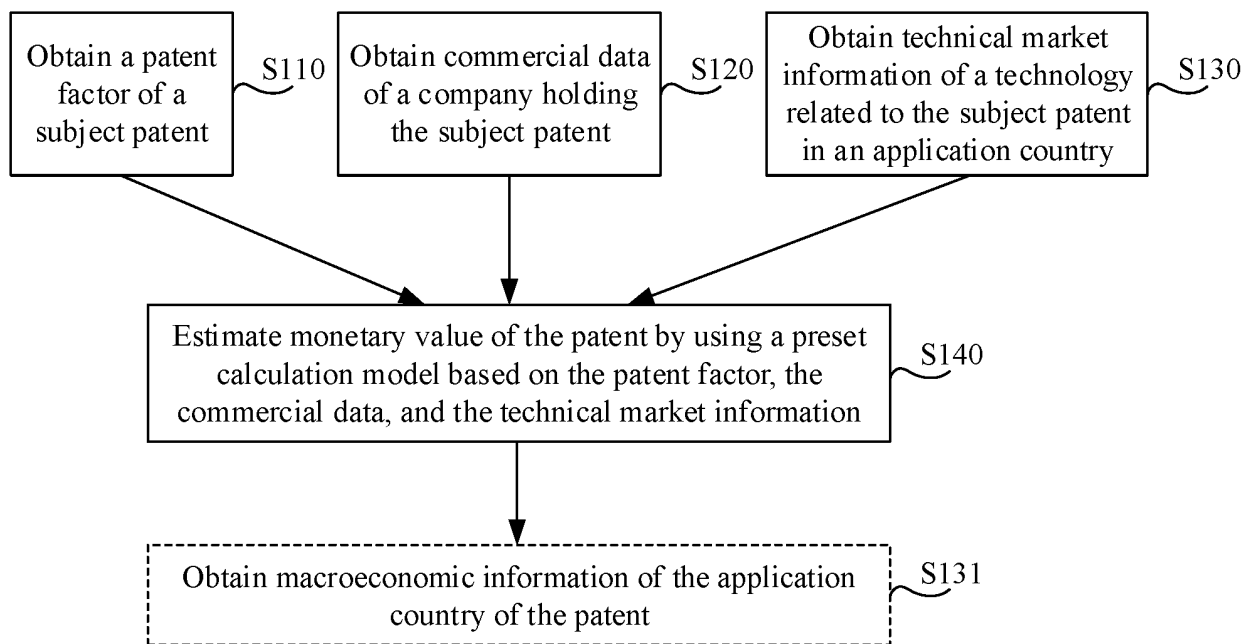 Obtain a patent
factor of a
subject patent
S110
Obtain commercial data
of a company holding
the subject patent
S120
Obtain technical market
information of a technology
related to the subject patent
in an application country
S130
Estimate monetary value of the patent by using a preset
calculation model based on the patent factor, the
commercial data, and the technical market information
S140
Obtain macroeconomic information of the application
country of the patent
S131